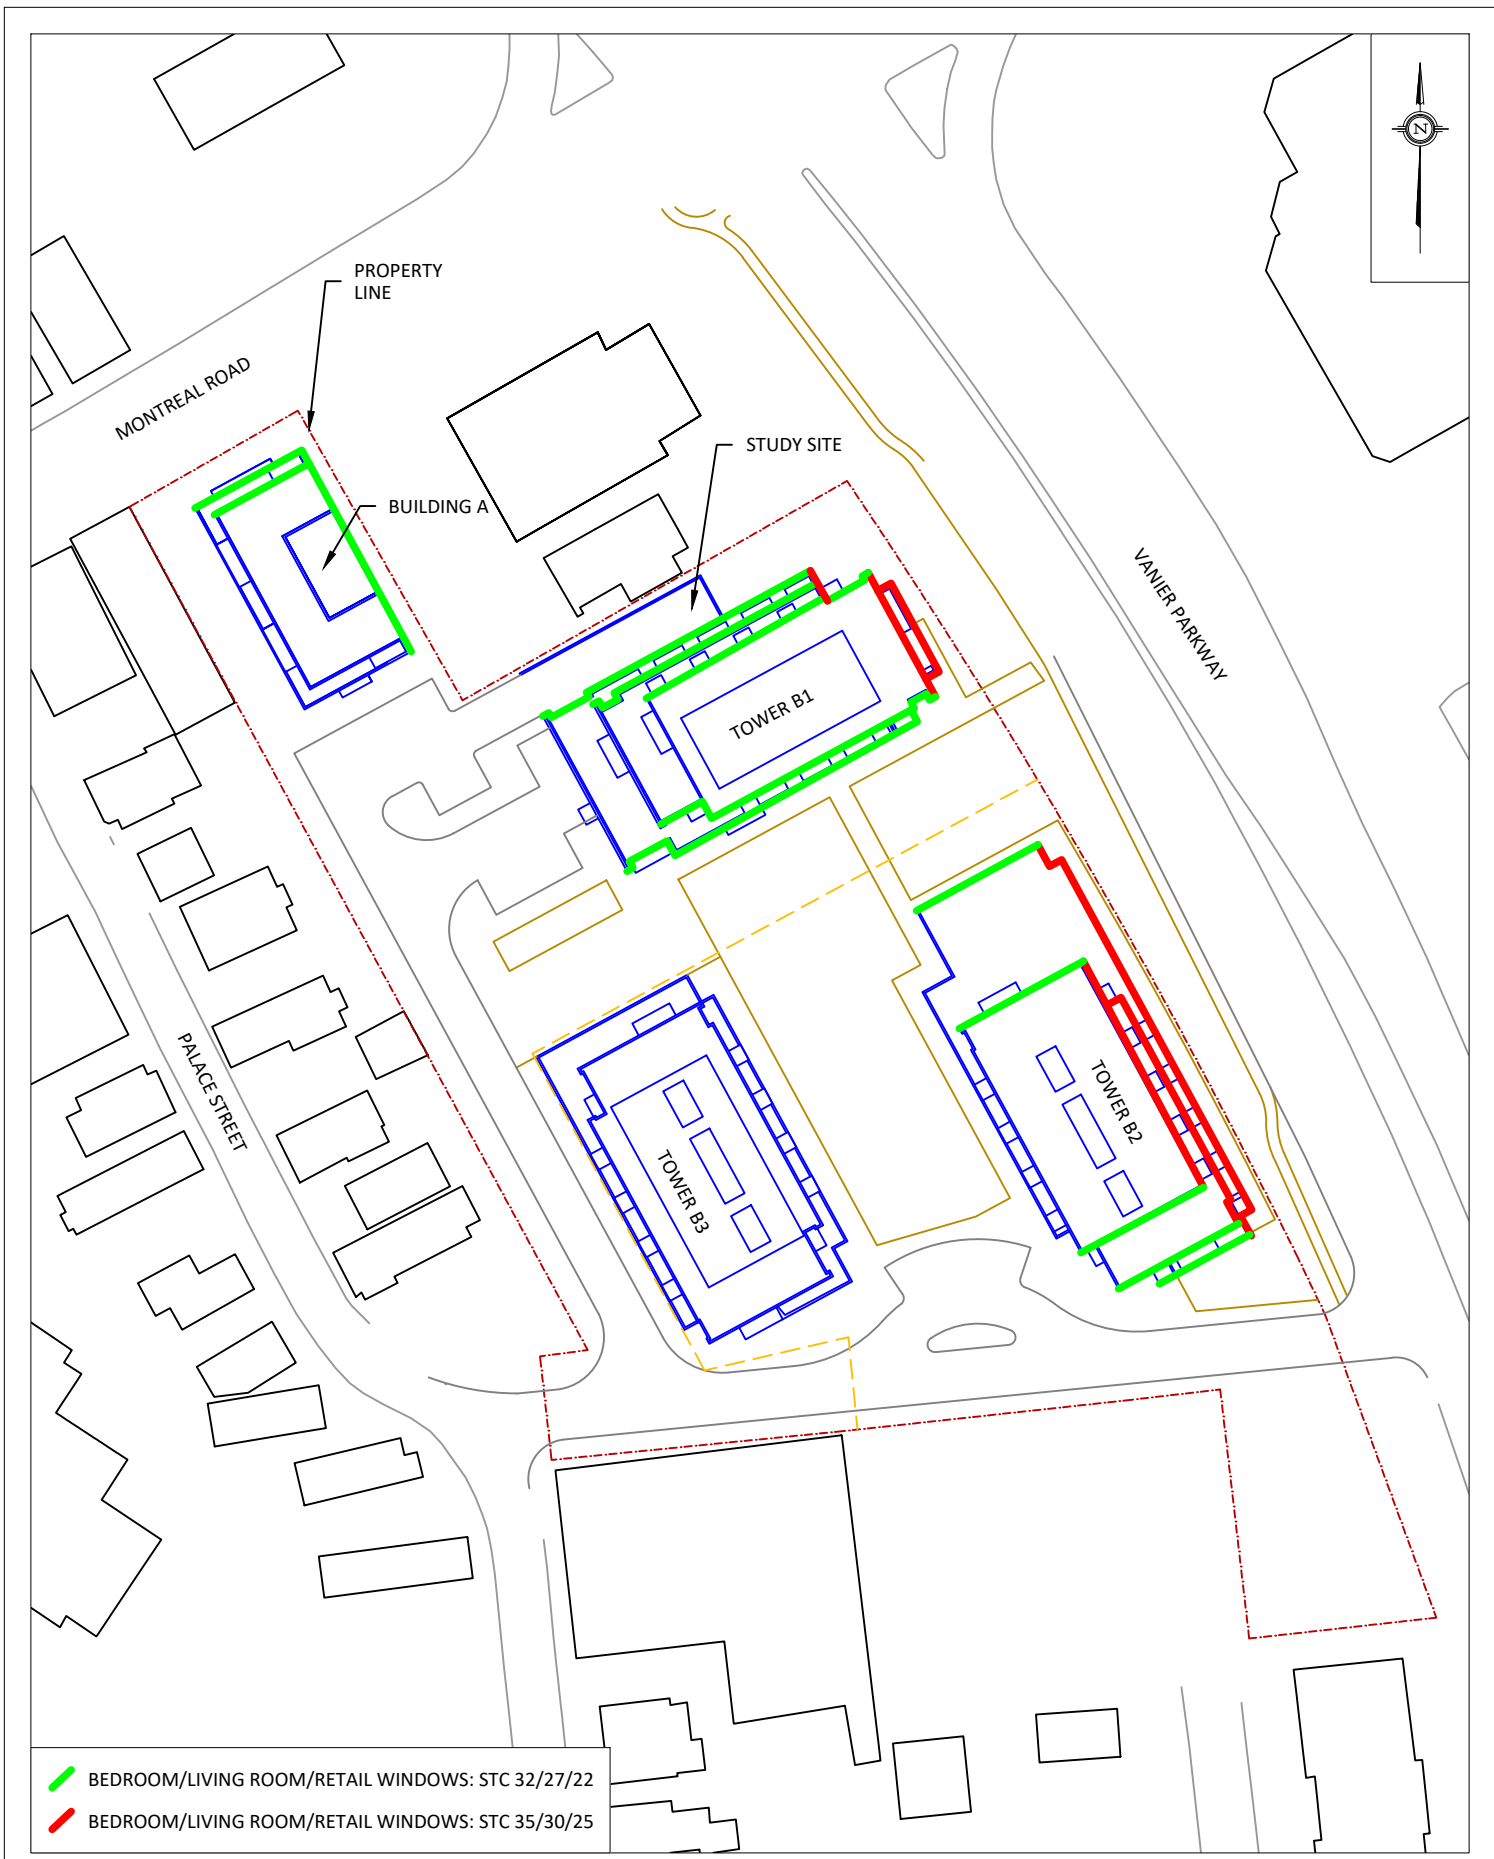 N
PROPERTY
LINE
MONTREAL ROAD
STUDY SITE
BUILDING A
VANIER PARKWAY
TOWER B1
PALACE STREET
TOWER B2
TOWER B3
BEDROOM/LIVING ROOM/RETAIL WINDOWS: STC 32/27/22
BEDROOM/LIVING ROOM/RETAIL WINDOWS: STC 35/30/25